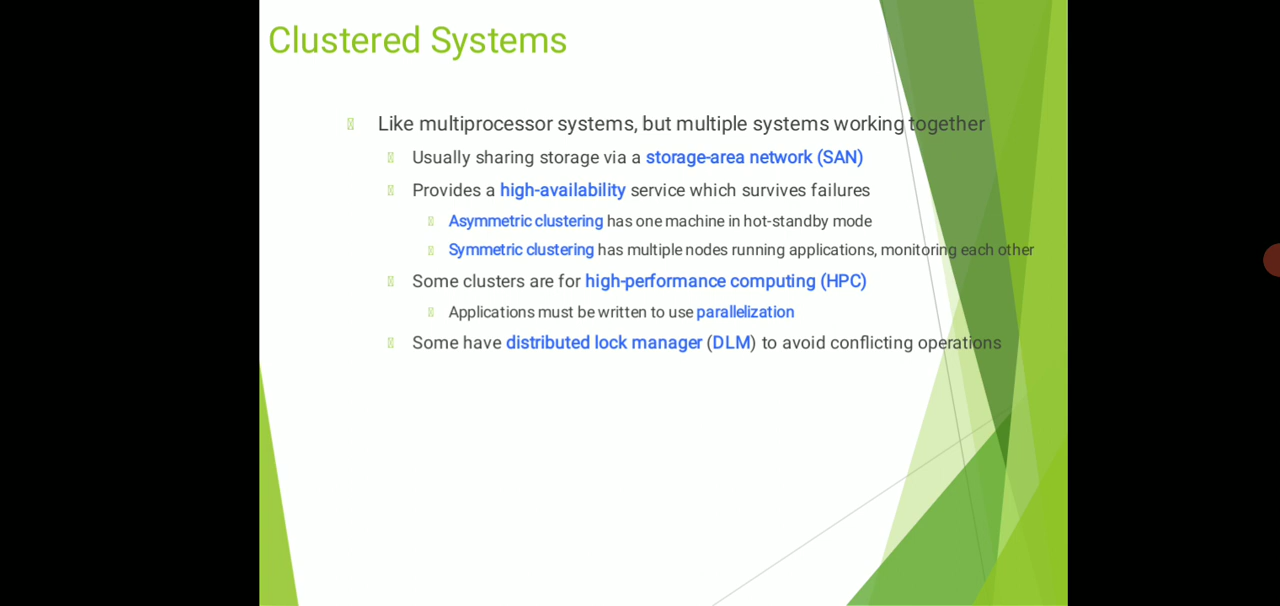 Clustered Systems
Like multiprocessor systems, but multiple systems working together
Usually sharing storage via a storage-area network (SAN)
Provides a high-availability service which survives failures
Asymmetric clustering has one machine in hot-standby mode
Symmetric clustering has multiple nodes running applications, monitoring each other
Some clusters are for high-performance computing (HPC)
Applications must be written to use parallelization
Some have distributed lock manager (DLM) to avoid conflicting operations